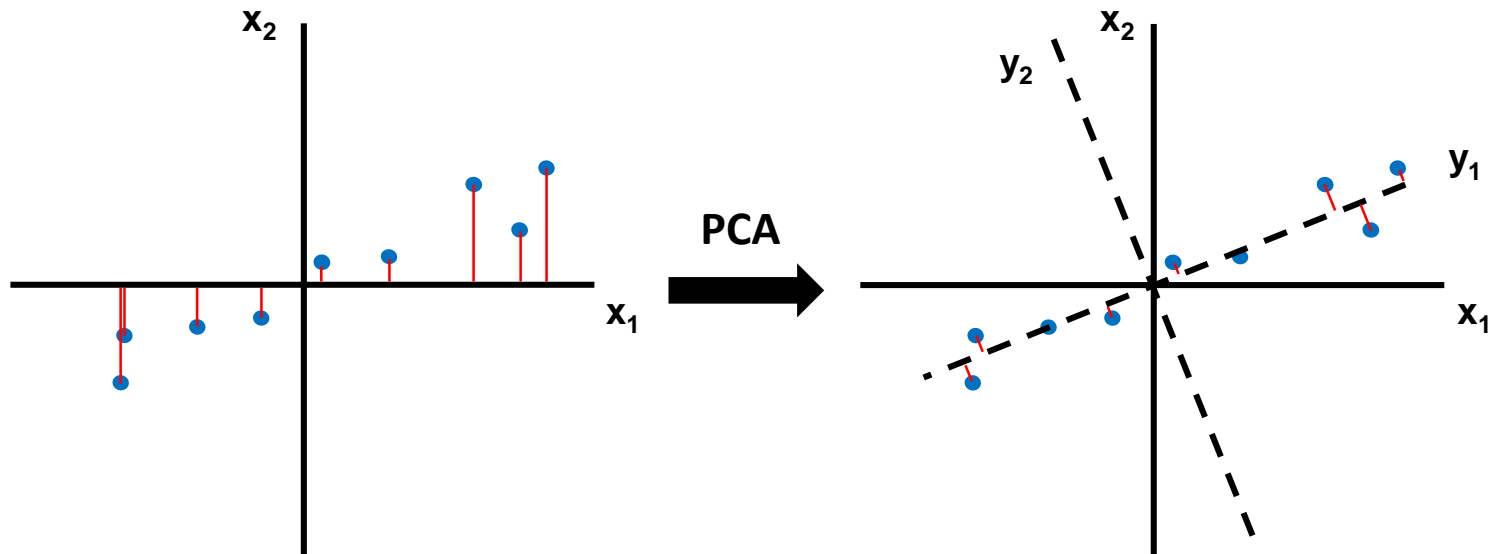 x₂
x₁
PCA
x₂
y₂
y₁
x₁